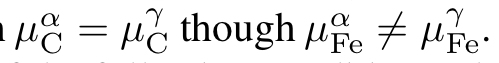 n μ_C^α = μ_C^γ though μ_Fe^α ≠ μ_Fe^γ.